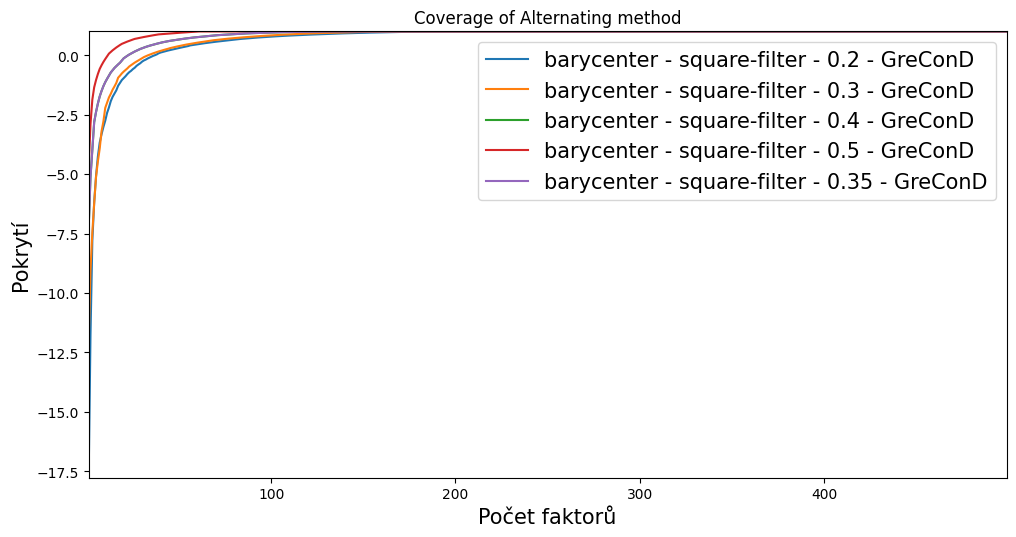 Coverage of Alternating method
barycenter - square-filter - 0.2 - GreConD
barycenter - square-filter - 0.3 - GreConD
barycenter - square-filter - 0.4 - GreConD
barycenter - square-filter - 0.5 - GreConD
barycenter - square-filter - 0.35 - GreConD
Pokrytí
0.0
−2.5
−5.0
−7.5
−10.0
−12.5
−15.0
−17.5
100
200
300
400
Počet faktorů